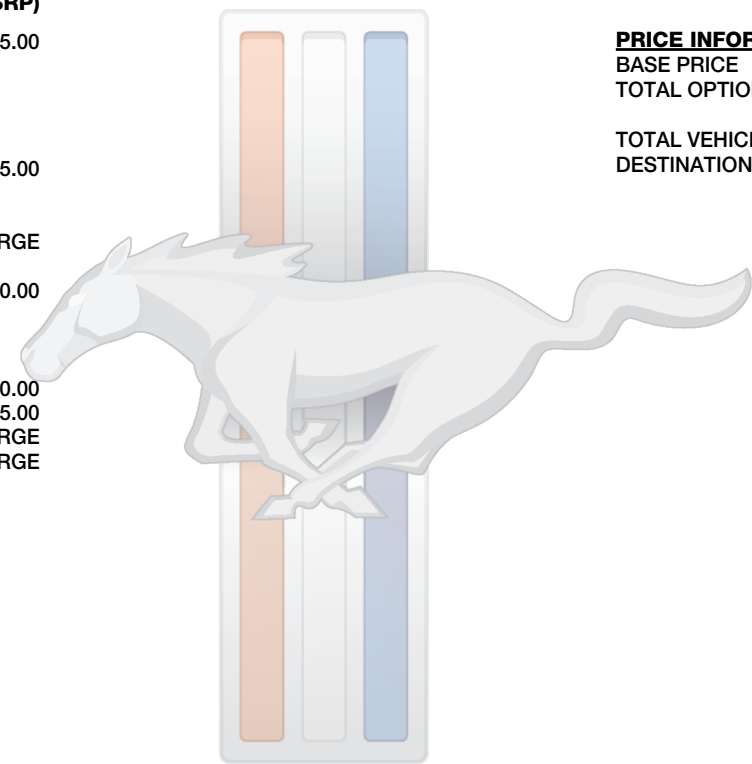 SRP)
5.00
5.00
RGE
0.00
0.00
5.00
RGE
RGE
PRICE INFOR
BASE PRICE
TOTAL OPTIO
TOTAL VEHIC
DESTINATION